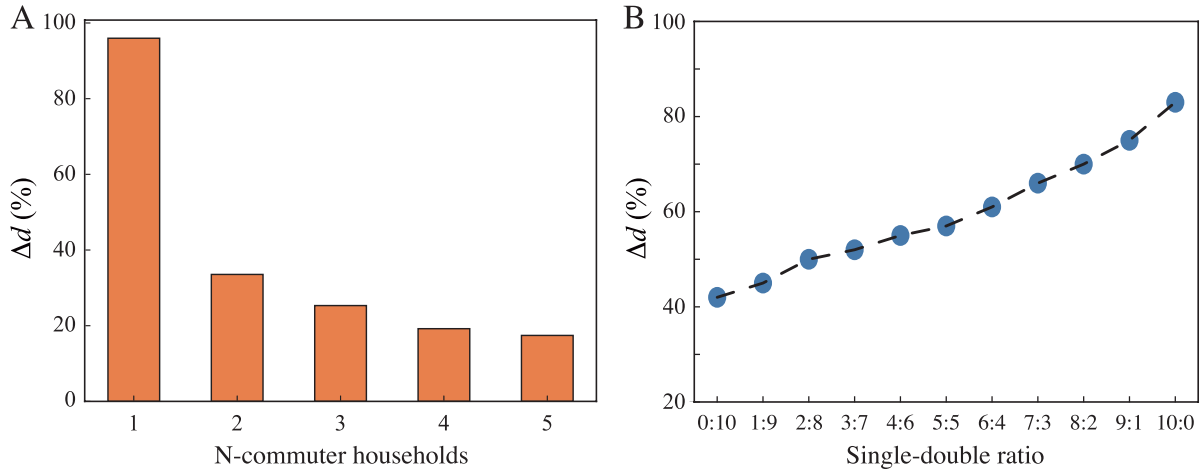 A
100
80
60
40
20
0
Δd (%)
1 2 3 4 5
N-commuter households
B
100
80
60
40
20
Δd (%)
0:10 1:9 2:8 3:7 4:6 5:5 6:4 7:3 8:2 9:1 10:0
Single-double ratio